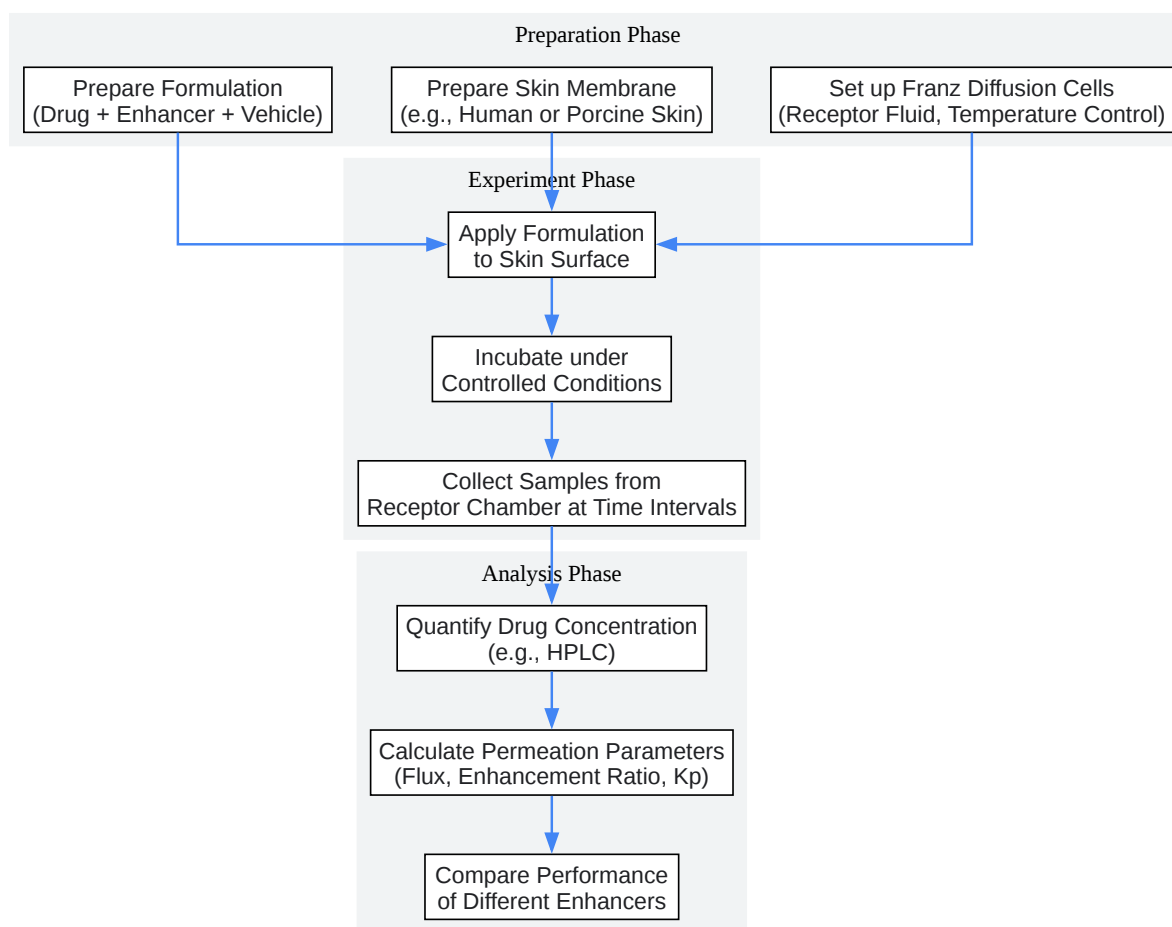 Preparation Phase
Prepare Formulation
(Drug + Enhancer + Vehicle)
Prepare Skin Membrane
(e.g., Human or Porcine Skin)
Set up Franz Diffusion Cells
(Receptor Fluid, Temperature Control)
Experiment Phase
Apply Formulation
to Skin Surface
Incubate under
Controlled Conditions
Collect Samples from
Receptor Chamber at Time Intervals
Analysis Phase
Quantify Drug Concentration
(e.g., HPLC)
Calculate Permeation Parameters
(Flux, Enhancement Ratio, Kp)
Compare Performance
of Different Enhancers